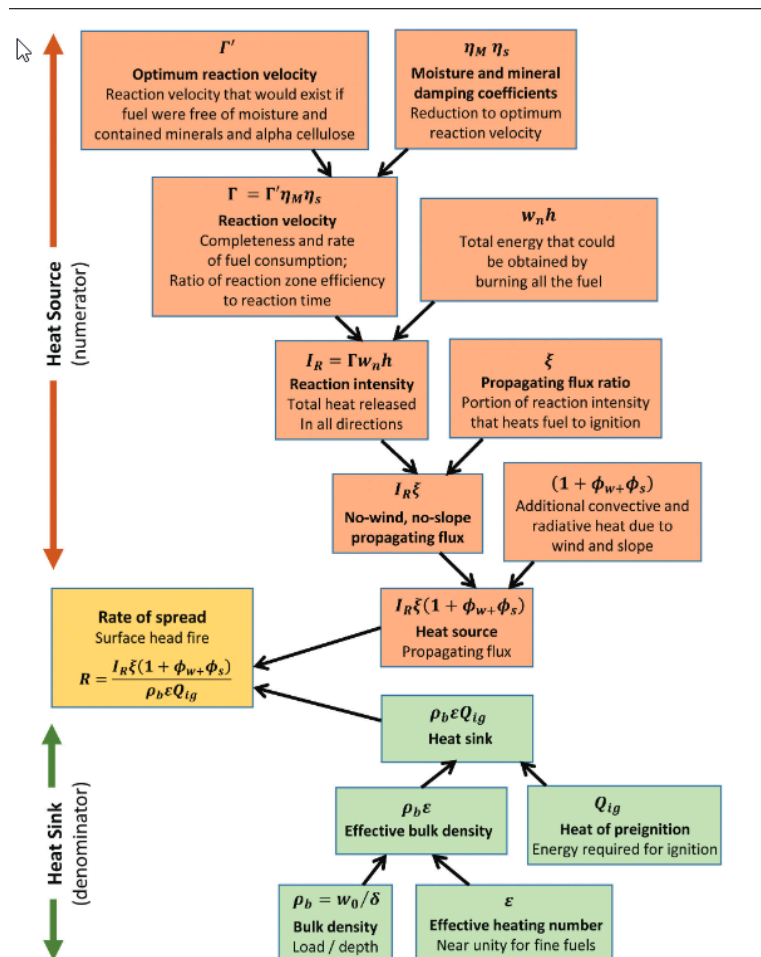 Γ′
Optimum reaction velocity
Reaction velocity that would exist if
fuel were free of moisture and
contained minerals and alpha cellulose
η_M η_s
Moisture and mineral
damping coefficients
Reduction to optimum
reaction velocity
Γ = Γ′η_Mη_s
Reaction velocity
Completeness and rate
of fuel consumption;
Ratio of reaction zone efficiency
to reaction time
w_n h
Total energy that could
be obtained by
burning all the fuel
Heat Source
(numerator)
I_R = Γw_n h
Reaction intensity
Total heat released
In all directions
ξ
Propagating flux ratio
Portion of reaction intensity
that heats fuel to ignition
I_Rξ
No-wind, no-slope
propagating flux
(1 + ϕ_w+ϕ_s)
Additional convective and
radiative heat due to
wind and slope
I_Rξ(1 + ϕ_w+ϕ_s)
Heat source
Propagating flux
Rate of spread
Surface head fire
R = I_Rξ(1 + ϕ_w+ϕ_s) / ρ_bεQ_ig
ρ_bεQ_ig
Heat sink
Heat Sink
(denominator)
ρ_bε
Effective bulk density
Q_ig
Heat of preignition
Energy required for ignition
ρ_b = w_0/δ
Bulk density
Load / depth
ε
Effective heating number
Near unity for fine fuels